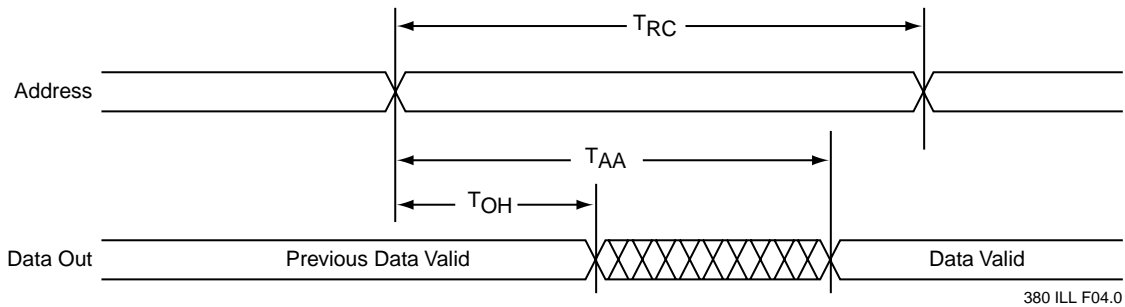 TRC
Address
TAA
TOH
Data Out
Previous Data Valid
Data Valid
380 ILL F04.0